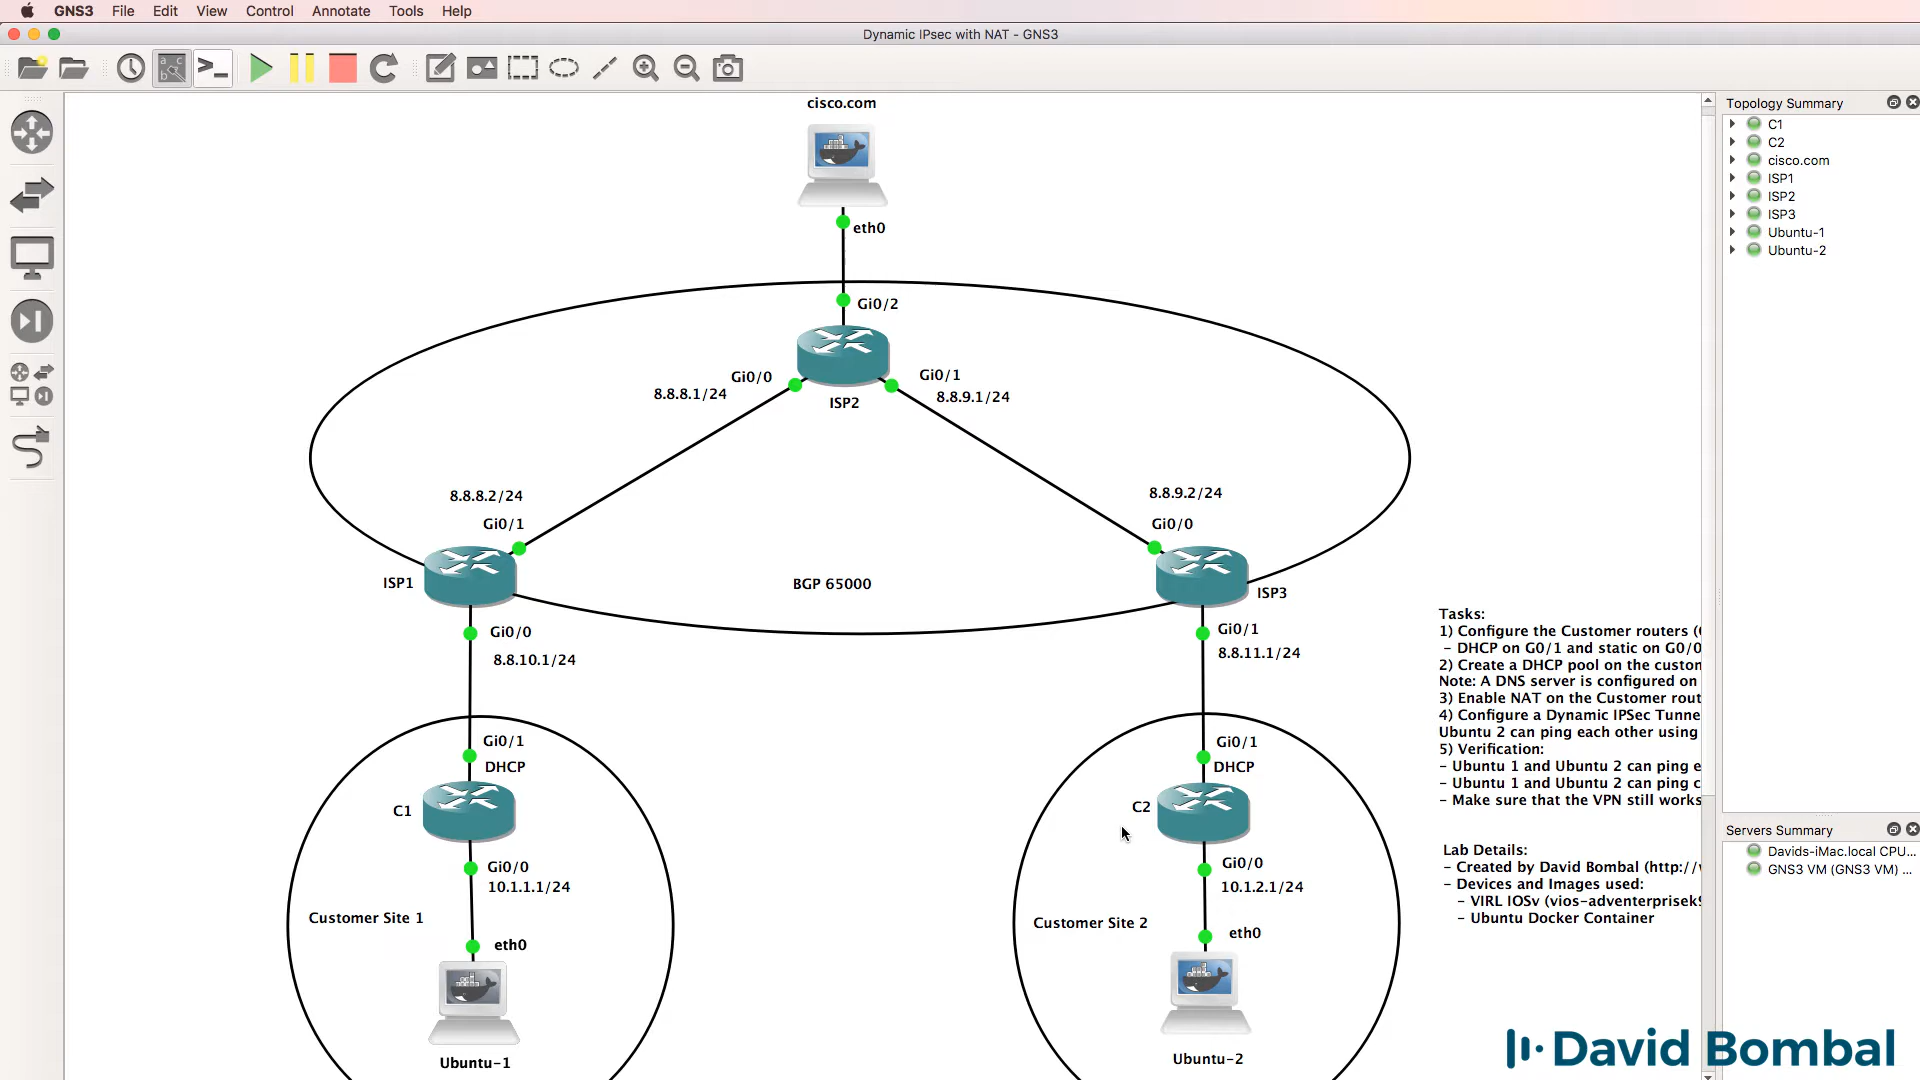 GNS3 File Edit View Control Annotate Tools Help
Dynamic IPsec with NAT - GNS3
cisco.com
eth0
Gi0/2
Gi0/0
Gi0/1
8.8.8.1/24
8.8.9.1/24
ISP2
8.8.8.2/24
8.8.9.2/24
Gi0/1
Gi0/0
ISP1
BGP 65000
ISP3
Gi0/0
Gi0/1
8.8.10.1/24
8.8.11.1/24
Gi0/1
Gi0/1
DHCP
DHCP
C1
C2
Gi0/0
Gi0/0
10.1.1.1/24
10.1.2.1/24
Customer Site 1
Customer Site 2
eth0
eth0
Ubuntu-1
Ubuntu-2
Tasks:
1) Configure the Customer routers (
- DHCP on G0/1 and static on G0/0
2) Create a DHCP pool on the custom
Note: A DNS server is configured on
3) Enable NAT on the Customer rout
4) Configure a Dynamic IPSec Tunne
Ubuntu 2 can ping each other using
5) Verification:
- Ubuntu 1 and Ubuntu 2 can ping e
- Ubuntu 1 and Ubuntu 2 can ping c
- Make sure that the VPN still works
Lab Details:
- Created by David Bombal (http://
- Devices and Images used:
- VIRL IOSv (vios-adventerprisek9
- Ubuntu Docker Container
Topology Summary
C1
C2
cisco.com
ISP1
ISP2
ISP3
Ubuntu-1
Ubuntu-2
Servers Summary
Davids-iMac.local CPU...
GNS3 VM (GNS3 VM) ...
David Bombal